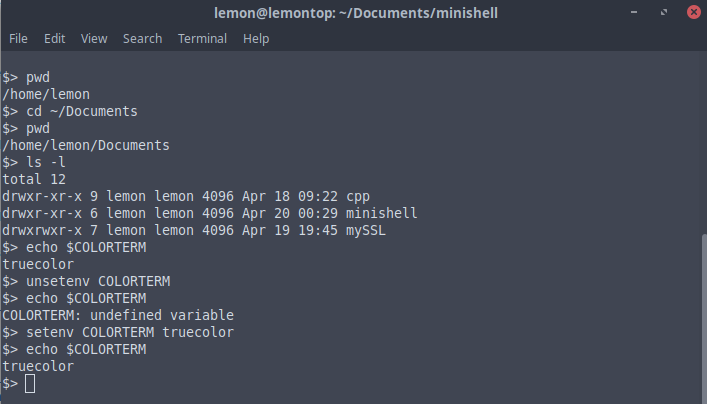 lemon@lemontop: ~/Documents/minishell
File Edit View Search Terminal Help
$> pwd
/home/lemon
$> cd ~/Documents
$> pwd
/home/lemon/Documents
$> ls -l
total 12
drwxr-xr-x 9 lemon lemon 4096 Apr 18 09:22 cpp
drwxr-xr-x 6 lemon lemon 4096 Apr 20 00:29 minishell
drwxrwxr-x 7 lemon lemon 4096 Apr 19 19:45 mySSL
$> echo $COLORTERM
truecolor
$> unsetenv COLORTERM
$> echo $COLORTERM
COLORTERM: undefined variable
$> setenv COLORTERM truecolor
$> echo $COLORTERM
truecolor
$>